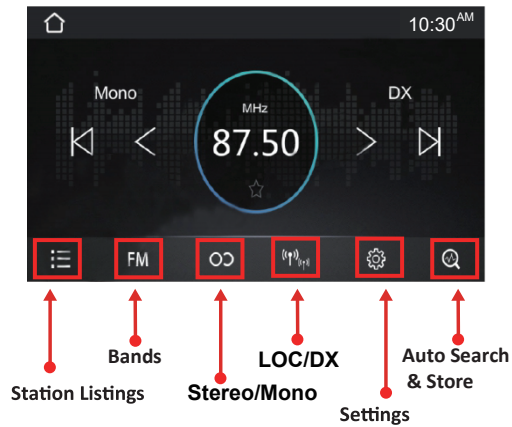 10:30AM
Mono
DX
MHz
87.50
FM
Bands
LOC/DX
Auto Search
& Store
Station Listings
Stereo/Mono
Settings